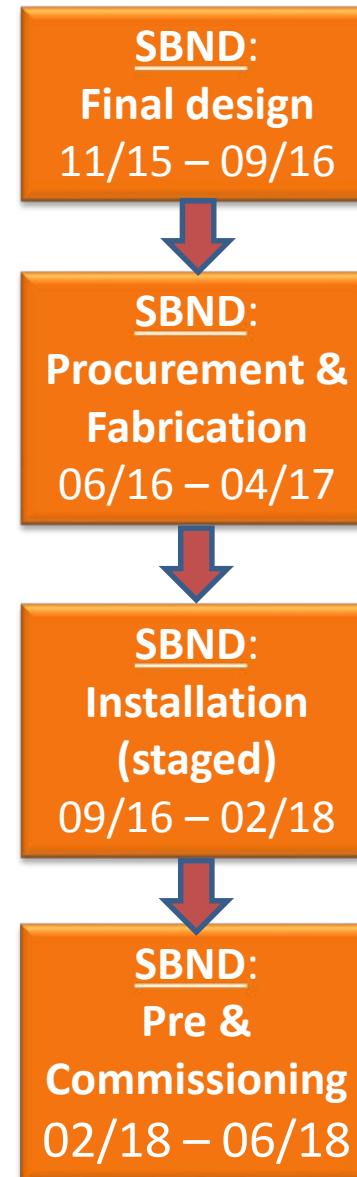 SBND:
Final design
11/15 – 09/16
SBND:
Procurement &
Fabrication
06/16 – 04/17
SBND:
Installation
(staged)
09/16 – 02/18
SBND:
Pre &
Commissioning
02/18 – 06/18